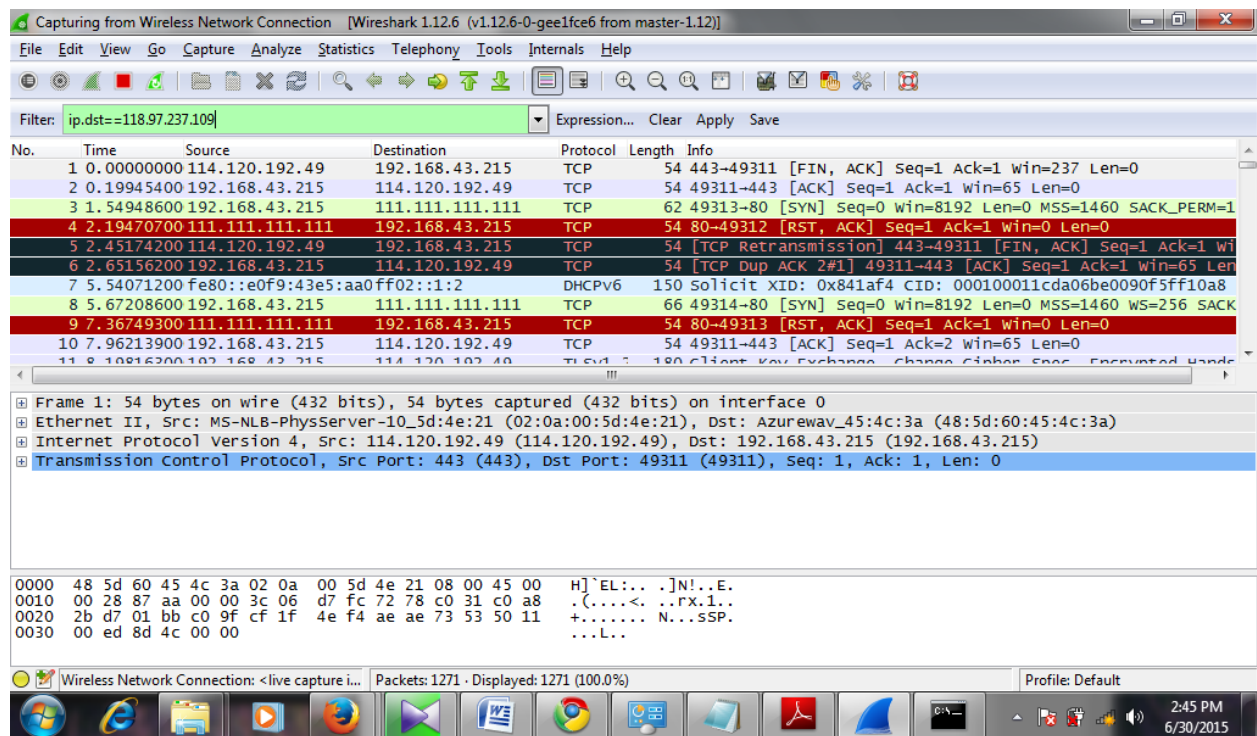 Capturing from Wireless Network Connection [Wireshark 1.12.6 (v1.12.6-0-gee1fce6 from master-1.12)]
File Edit View Go Capture Analyze Statistics Telephony Tools Internals Help
Filter: ip.dst==118.97.237.109 Expression... Clear Apply Save
No. Time Source Destination Protocol Length Info
1 0.00000000 114.120.192.49 192.168.43.215 TCP 54 443→49311 [FIN, ACK] Seq=1 Ack=1 Win=237 Len=0
2 0.19945400 192.168.43.215 114.120.192.49 TCP 54 49311→443 [ACK] Seq=1 Ack=1 Win=65 Len=0
3 1.54948600 192.168.43.215 111.111.111.111 TCP 62 49313→80 [SYN] Seq=0 Win=8192 Len=0 MSS=1460 SACK_PERM=1
4 2.19470700 111.111.111.111 192.168.43.215 TCP 54 80→49312 [RST, ACK] Seq=1 Ack=1 Win=0 Len=0
5 2.45174200 114.120.192.49 192.168.43.215 TCP 54 [TCP Retransmission] 443→49311 [FIN, ACK] Seq=1 Ack=1 Wi
6 2.65156200 192.168.43.215 114.120.192.49 TCP 54 [TCP Dup ACK 2#1] 49311→443 [ACK] Seq=1 Ack=1 Win=65 Len
7 5.54071200 fe80::e0f9:43e5:aa0 ff02::1:2 DHCPv6 150 Solicit XID: 0x841af4 CID: 000100011cda06be0090f5ff10a8
8 5.67208600 192.168.43.215 111.111.111.111 TCP 66 49314→80 [SYN] Seq=0 Win=8192 Len=0 MSS=1460 WS=256 SACK
9 7.36749300 111.111.111.111 192.168.43.215 TCP 54 80→49313 [RST, ACK] Seq=1 Ack=1 Win=0 Len=0
10 7.96213900 192.168.43.215 114.120.192.49 TCP 54 49311→443 [ACK] Seq=1 Ack=2 Win=65 Len=0
11 8.19816300 192.168.43.215 114.120.192.49 180 Client Key Exchange, Change Cipher Spec, Encrypted Hands
Frame 1: 54 bytes on wire (432 bits), 54 bytes captured (432 bits) on interface 0
Ethernet II, Src: MS-NLB-PhysServer-10_5d:4e:21 (02:0a:00:5d:4e:21), Dst: Azurewav_45:4c:3a (48:5d:60:45:4c:3a)
Internet Protocol Version 4, Src: 114.120.192.49 (114.120.192.49), Dst: 192.168.43.215 (192.168.43.215)
Transmission Control Protocol, Src Port: 443 (443), Dst Port: 49311 (49311), Seq: 1, Ack: 1, Len: 0
0000 48 5d 60 45 4c 3a 02 0a 00 5d 4e 21 08 00 45 00 H]`EL:.. .]N!..E.
0010 00 28 87 aa 00 00 3c 06 d7 fc 72 78 c0 31 c0 a8 .(....<. ..rx.1..
0020 2b d7 01 bb c0 9f cf 1f 4e f4 ae ae 73 53 50 11 +....... N...sSP.
0030 00 ed 8d 4c 00 00 ...L..
Wireless Network Connection: <live capture i... Packets: 1271 · Displayed: 1271 (100.0%) Profile: Default
2:45 PM
6/30/2015